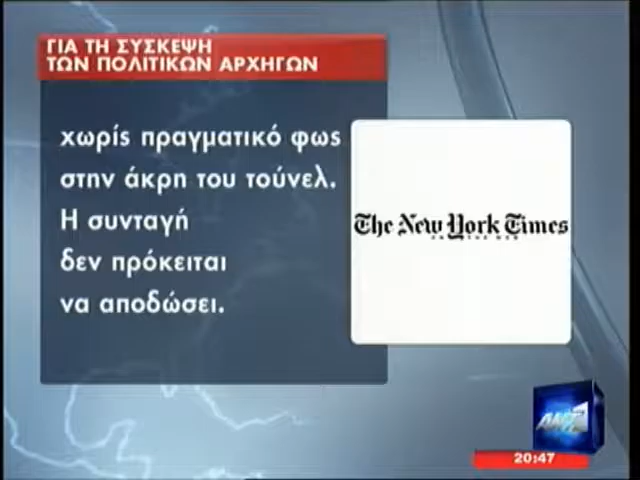 ΓΙΑ ΤΗ ΣΥΣΚΕΨΗ
ΤΩΝ ΠΟΛΙΤΙΚΩΝ ΑΡΧΗΓΩΝ
χωρίς πραγματικό φως
στην άκρη του τούνελ.
Η συνταγή
δεν πρόκειται
να αποδώσει.
The New York Times
20:47